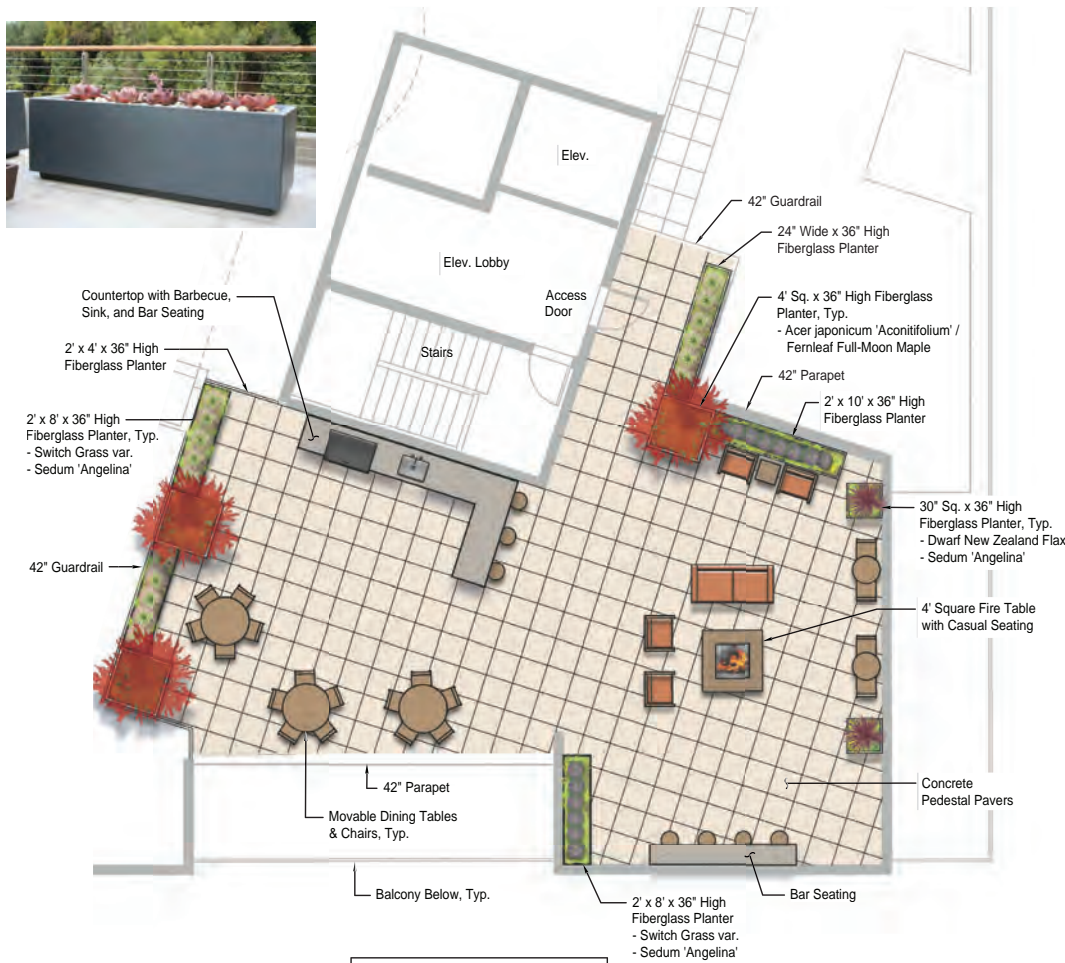 Elev.
42" Guardrail
24" Wide x 36" High
Fiberglass Planter
Elev. Lobby
Access
Door
Countertop with Barbecue,
Sink, and Bar Seating
4' Sq. x 36" High Fiberglass
Planter, Typ.
- Acer japonicum 'Aconitifolium' /
Fernleaf Full-Moon Maple
2' x 4' x 36" High
Fiberglass Planter
Stairs
42" Parapet
2' x 10' x 36" High
Fiberglass Planter
2' x 8' x 36" High
Fiberglass Planter, Typ.
- Switch Grass var.
- Sedum 'Angelina'
30" Sq. x 36" High
Fiberglass Planter, Typ.
- Dwarf New Zealand Flax
- Sedum 'Angelina'
42" Guardrail
4' Square Fire Table
with Casual Seating
42" Parapet
Concrete
Pedestal Pavers
Movable Dining Tables
& Chairs, Typ.
Balcony Below, Typ.
Bar Seating
2' x 8' x 36" High
Fiberglass Planter
- Switch Grass var.
- Sedum 'Angelina'